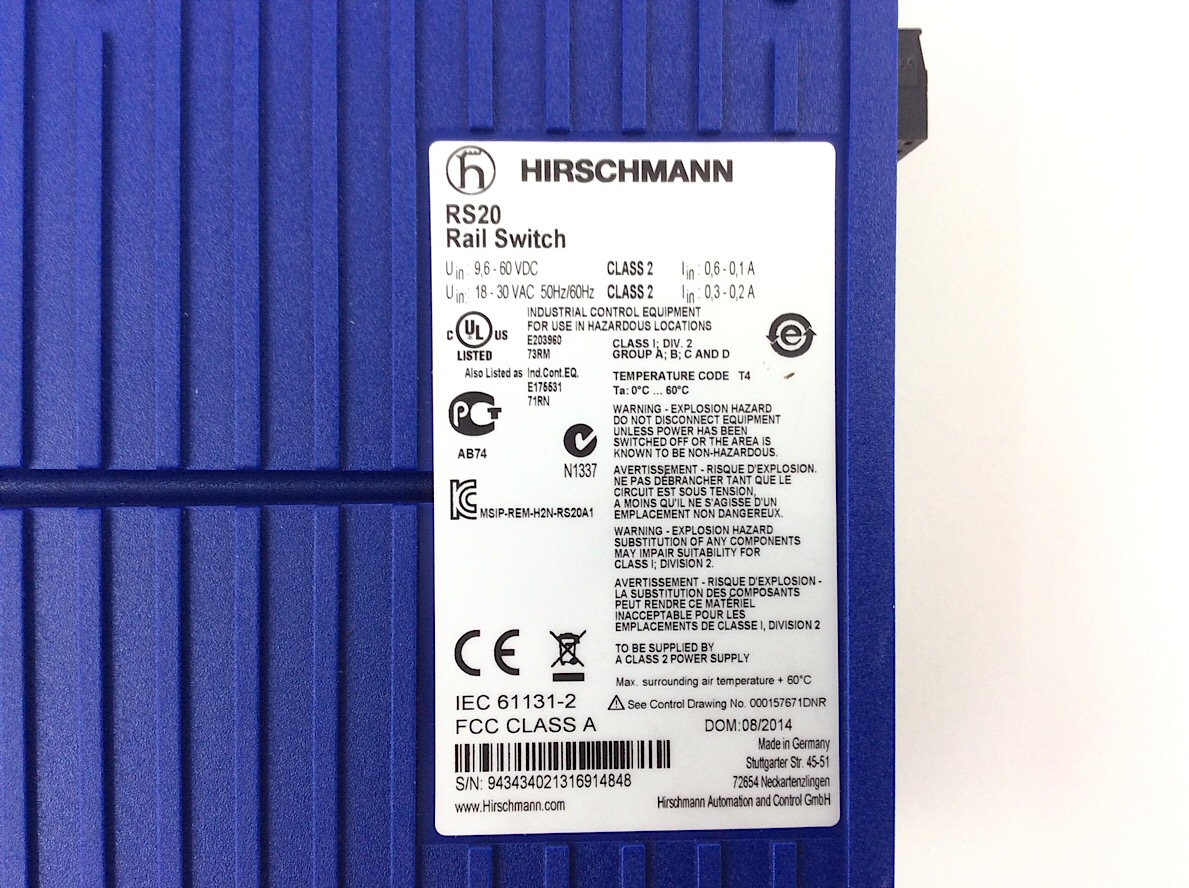 HIRSCHMANN
RS20
Rail Switch
Uin: 9,6 - 60 VDC CLASS 2 Iin: 0,6 - 0,1 A
Uin: 18 - 30 VAC 50Hz/60Hz CLASS 2 Iin: 0,3 - 0,2 A
INDUSTRIAL CONTROL EQUIPMENT
FOR USE IN HAZARDOUS LOCATIONS
C UL US
LISTED
E203960
73RM
CLASS I; DIV. 2
GROUP A; B; C AND D
e
Also Listed as Ind.Cont.EQ.
E175531
71RN
TEMPERATURE CODE T4
Ta: 0°C ... 60°C
AB74
N1337
MSIP-REM-H2N-RS20A1
WARNING - EXPLOSION HAZARD
DO NOT DISCONNECT EQUIPMENT
UNLESS POWER HAS BEEN
SWITCHED OFF OR THE AREA IS
KNOWN TO BE NON-HAZARDOUS.
AVERTISSEMENT - RISQUE D'EXPLOSION.
NE PAS DÉBRANCHER TANT QUE LE
CIRCUIT EST SOUS TENSION,
A MOINS QU'IL NE S'AGISSE D'UN
EMPLACEMENT NON DANGEREUX.
WARNING - EXPLOSION HAZARD
SUBSTITUTION OF ANY COMPONENTS
MAY IMPAIR SUITABILITY FOR
CLASS I; DIVISION 2.
AVERTISSEMENT - RISQUE D'EXPLOSION -
LA SUBSTITUTION DES COMPOSANTS
PEUT RENDRE CE MATÉRIEL
INACCEPTABLE POUR LES
EMPLACEMENTS DE CLASSE I, DIVISION 2
TO BE SUPPLIED BY
A CLASS 2 POWER SUPPLY
Max. surrounding air temperature + 60°C
CE
IEC 61131-2
FCC CLASS A
See Control Drawing No. 000157671DNR
DOM:08/2014
Made in Germany
Stuttgarter Str. 45-51
72654 Neckartenzlingen
Hirschmann Automation and Control GmbH
S/N: 943434021316914848
www.Hirschmann.com